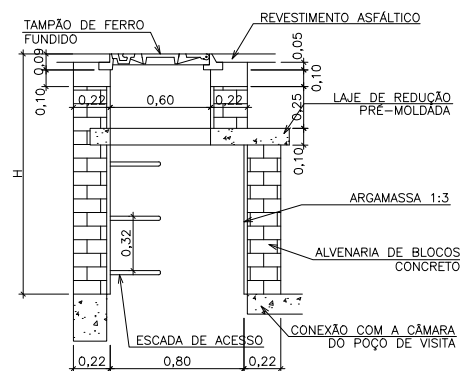 TAMPÃO DE FERRO
FUNDIDO
REVESTIMENTO ASFÁLTICO
0,09
0,05
0,10
0,10
0,22
0,60
0,22
0,25
LAJE DE REDUÇÃO
PRÉ-MOLDADA
0,10
H
ARGAMASSA 1:3
0,32
ALVENARIA DE BLOCOS
CONCRETO
ESCADA DE ACESSO
CONEXÃO COM A CÂMARA
DO POÇO DE VISITA
0,22
0,80
0,22